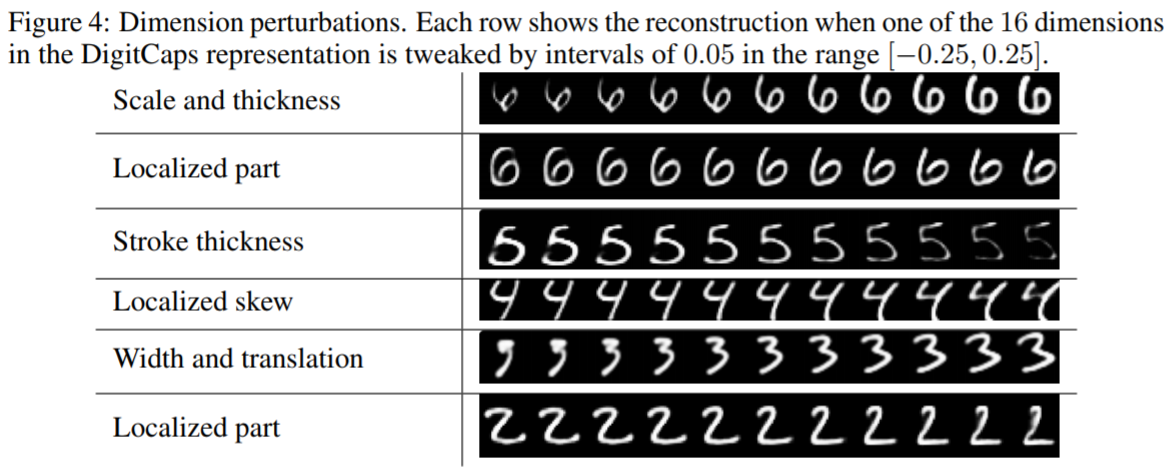 Figure 4: Dimension perturbations. Each row shows the reconstruction when one of the 16 dimensions
in the DigitCaps representation is tweaked by intervals of 0.05 in the range [−0.25, 0.25].
Scale and thickness 6 6 6 6 6 6 6 6 6 6 6
Localized part 6 6 6 6 6 6 6 6 6 6 6
Stroke thickness 5 5 5 5 5 5 5 5 5 5 5
Localized skew 4 4 4 4 4 4 4 4 4 4 4
Width and translation 3 3 3 3 3 3 3 3 3 3 3
Localized part 2 2 2 2 2 2 2 2 2 2 2